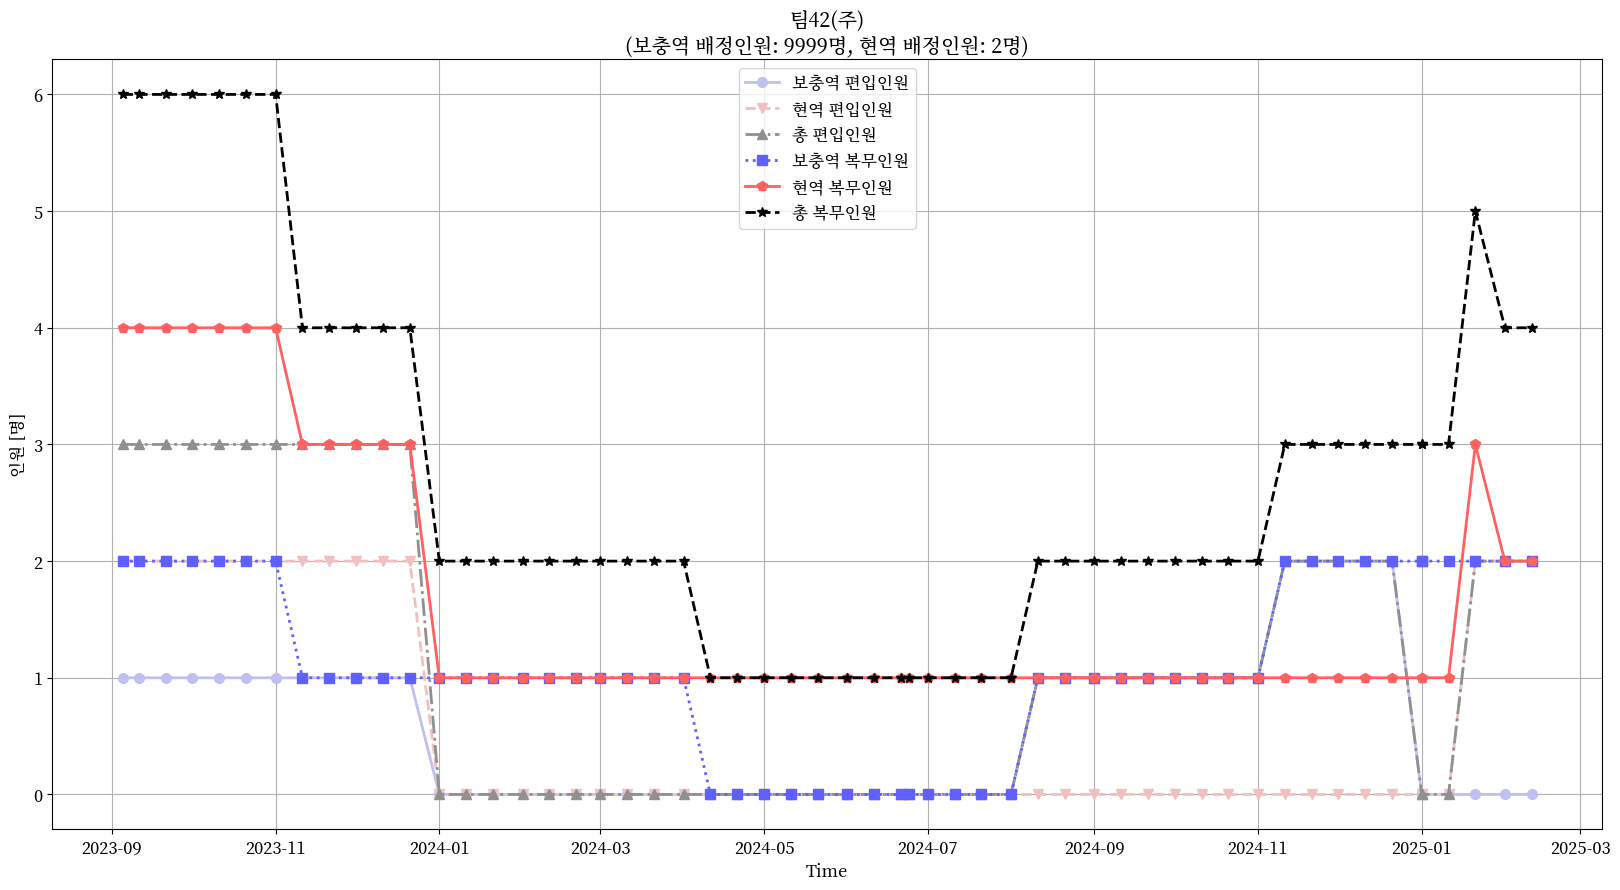 팀42(주)
(보충역 배정인원: 9999명, 현역 배정인원: 2명)
보충역 편입인원
현역 편입인원
총 편입인원
보충역 복무인원
현역 복무인원
총 복무인원
인원 [명]
6
5
4
3
2
1
0
2023-09 2023-11 2024-01 2024-03 2024-05 2024-07 2024-09 2024-11 2025-01 2025-03
Time